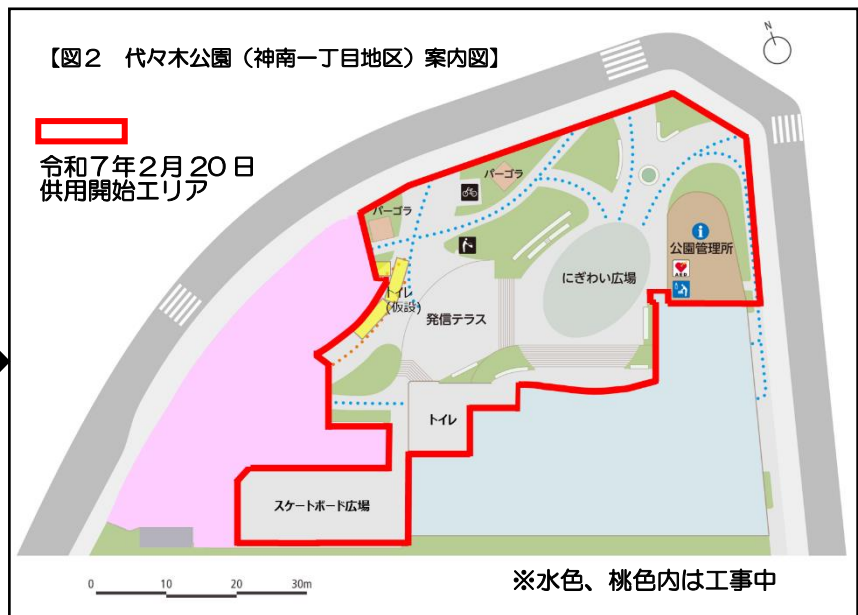 【図2 代々木公園（神南一丁目地区）案内図】
N
令和7年2月20日
供用開始エリア
パーゴラ
パーゴラ
公園管理所
AED
にぎわい広場
トイレ
(仮設)
発信テラス
トイレ
スケートボード広場
0 10 20 30m
※水色、桃色内は工事中